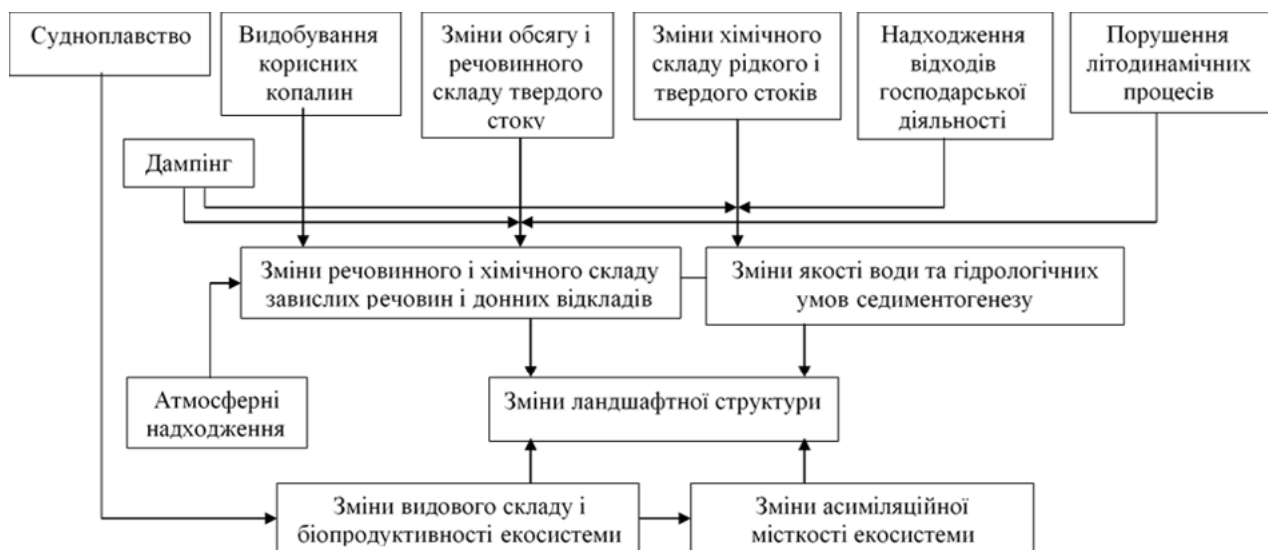 Судноплавство
Видобування
корисних
копалин
Зміни обсягу і
речовинного
складу твердого
стоку
Зміни хімічного
складу рідкого і
твердого стоків
Надходження
відходів
господарської
діяльності
Порушення
літодинамічних
процесів
Дампінг
Зміни речовинного і хімічного складу
завислих речовин і донних відкладів
Зміни якості води та гідрологічних
умов седиментогенезу
Атмосферні
надходження
Зміни ландшафтної структури
Зміни видового складу і
біопродуктивності екосистеми
Зміни асиміляційної
місткості екосистеми